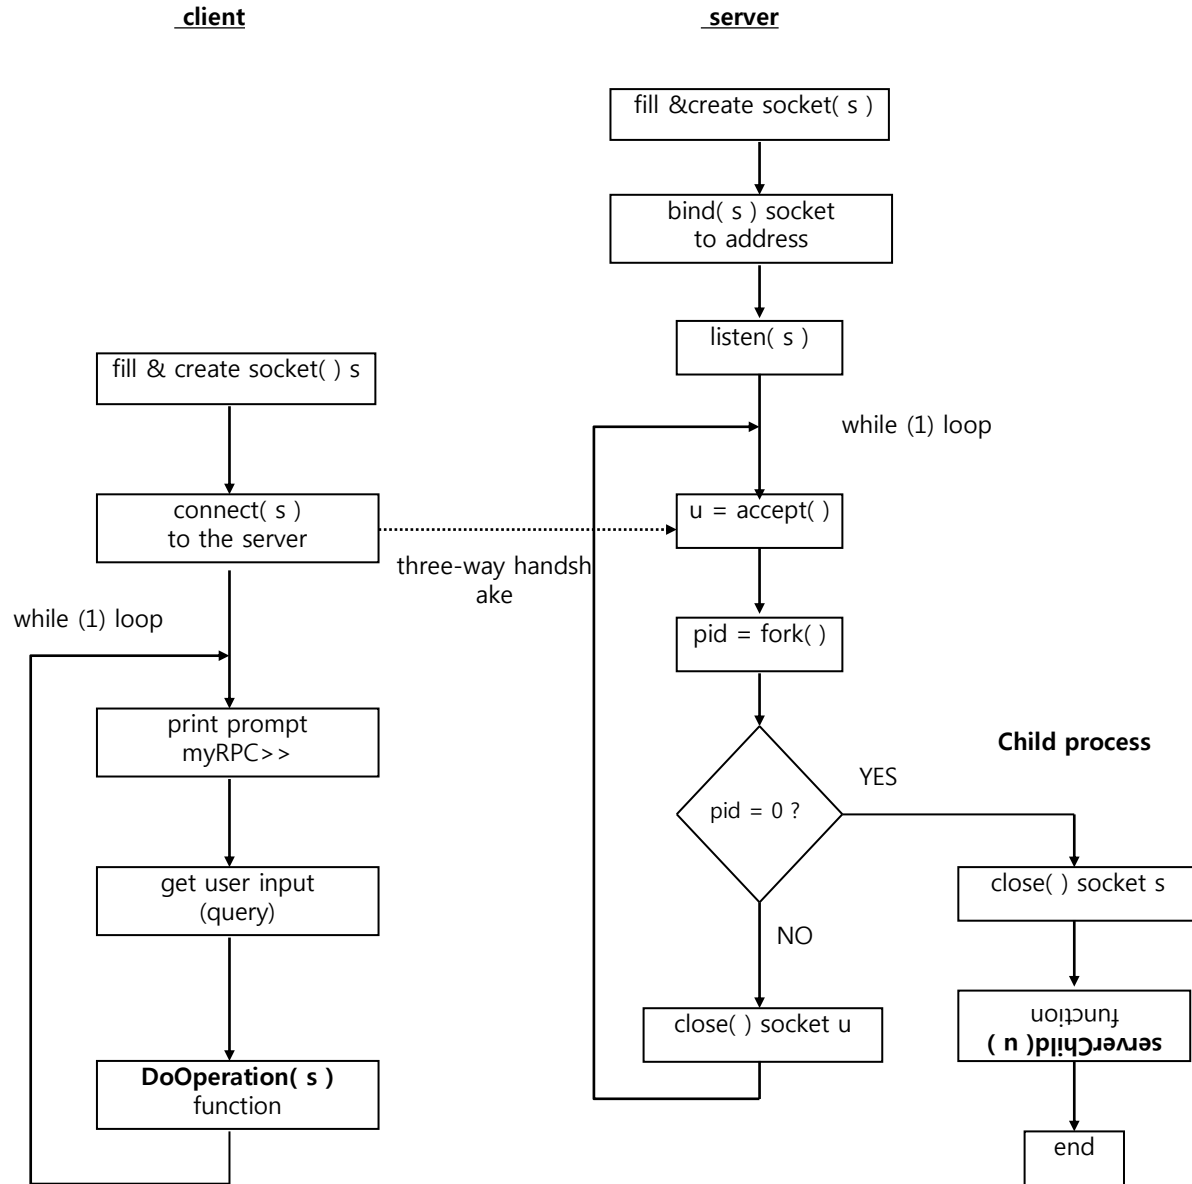 client
server
fill &create socket( s )
bind( s ) socket
to address
listen( s )
fill & create socket( ) s
while (1) loop
connect( s )
to the server
u = accept( )
three-way handsh
ake
while (1) loop
pid = fork( )
print prompt
myRPC>>
Child process
YES
pid = 0 ?
get user input
(query)
close( ) socket s
NO
close( ) socket u
serverChild( u )
function
DoOperation( s )
function
end